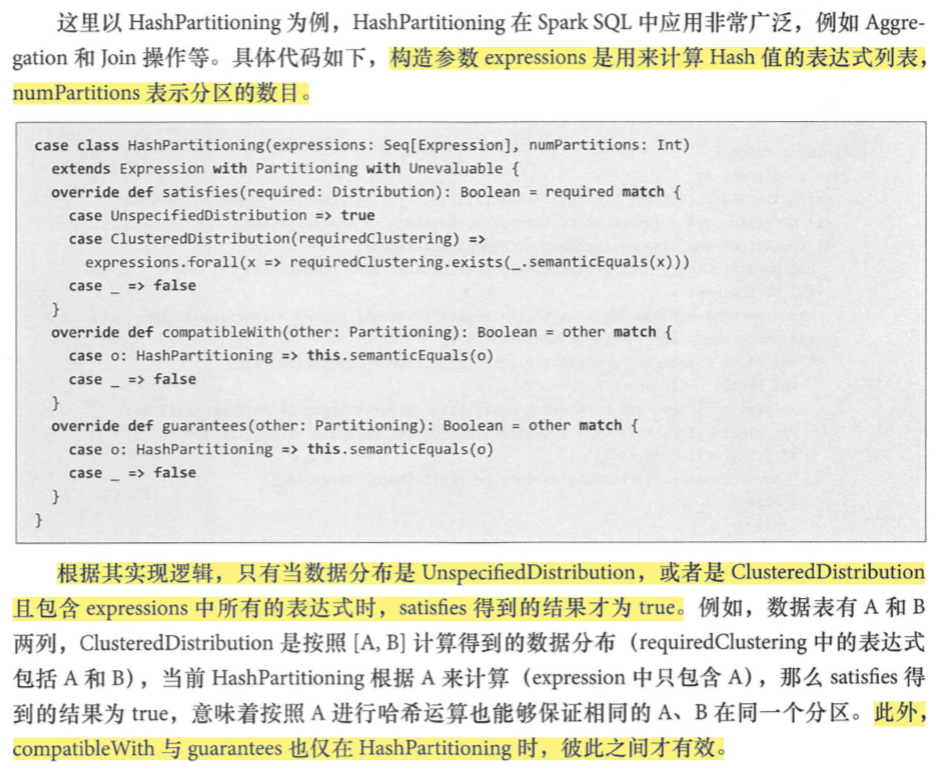 这里以 HashPartitioning 为例，HashPartitioning 在 Spark SQL 中应用非常广泛，例如 Aggre-
gation 和 Join 操作等。具体代码如下，构造参数 expressions 是用来计算 Hash 值的表达式列表，
numPartitions 表示分区的数目。
case class HashPartitioning(expressions: Seq[Expression], numPartitions: Int)
  extends Expression with Partitioning with Unevaluable {
  override def satisfies(required: Distribution): Boolean = required match {
    case UnspecifiedDistribution => true
    case ClusteredDistribution(requiredClustering) =>
      expressions.forall(x => requiredClustering.exists(_.semanticEquals(x)))
    case _ => false
  }
  override def compatibleWith(other: Partitioning): Boolean = other match {
    case o: HashPartitioning => this.semanticEquals(o)
    case _ => false
  }
  override def guarantees(other: Partitioning): Boolean = other match {
    case o: HashPartitioning => this.semanticEquals(o)
    case _ => false
  }
}
根据其实现逻辑，只有当数据分布是 UnspecifiedDistribution，或者是 ClusteredDistribution
且包含 expressions 中所有的表达式时，satisfies 得到的结果才为 true。例如，数据表有 A 和 B
两列，ClusteredDistribution 是按照 [A, B] 计算得到的数据分布（requiredClustering 中的表达式
包括 A 和 B），当前 HashPartitioning 根据 A 来计算（expression 中只包含 A），那么 satisfies 得
到的结果为 true，意味着按照 A 进行哈希运算也能够保证相同的 A、B 在同一个分区。此外，
compatibleWith 与 guarantees 也仅在 HashPartitioning 时，彼此之间才有效。